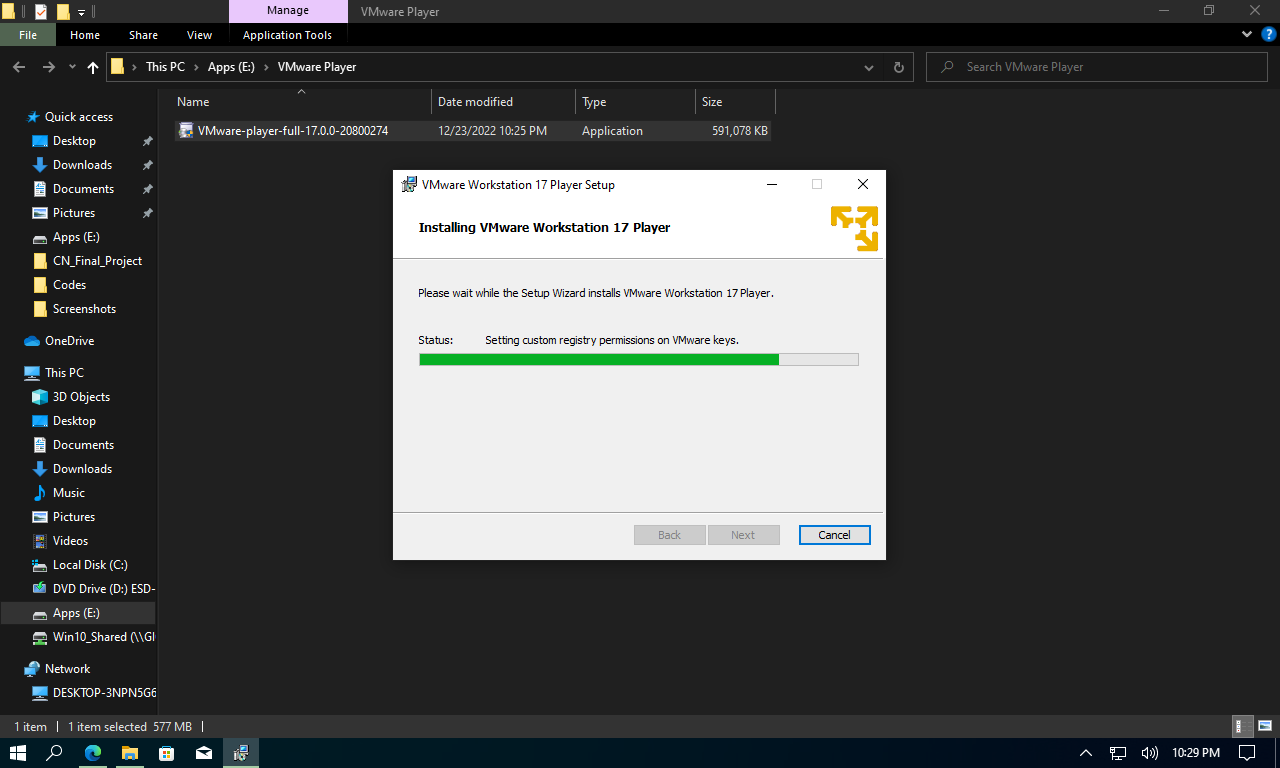 Manage
VMware Player
File
Home
Share
View
Application Tools
This PC
Apps (E:)
VMware Player
Search VMware Player
Name
Date modified
Type
Size
VMware-player-full-17.0.0-20800274
12/23/2022 10:25 PM
Application
591,078 KB
Quick access
Desktop
Downloads
Documents
Pictures
Apps (E:)
CN_Final_Project
Codes
Screenshots
OneDrive
This PC
3D Objects
Desktop
Documents
Downloads
Music
Pictures
Videos
Local Disk (C:)
DVD Drive (D:) ESD-
Apps (E:)
Win10_Shared (\\Gl
Network
DESKTOP-3NPN5G6
VMware Workstation 17 Player Setup
Installing VMware Workstation 17 Player
Please wait while the Setup Wizard installs VMware Workstation 17 Player.
Status: Setting custom registry permissions on VMware keys.
Back
Next
Cancel
1 item
1 item selected 577 MB
10:29 PM